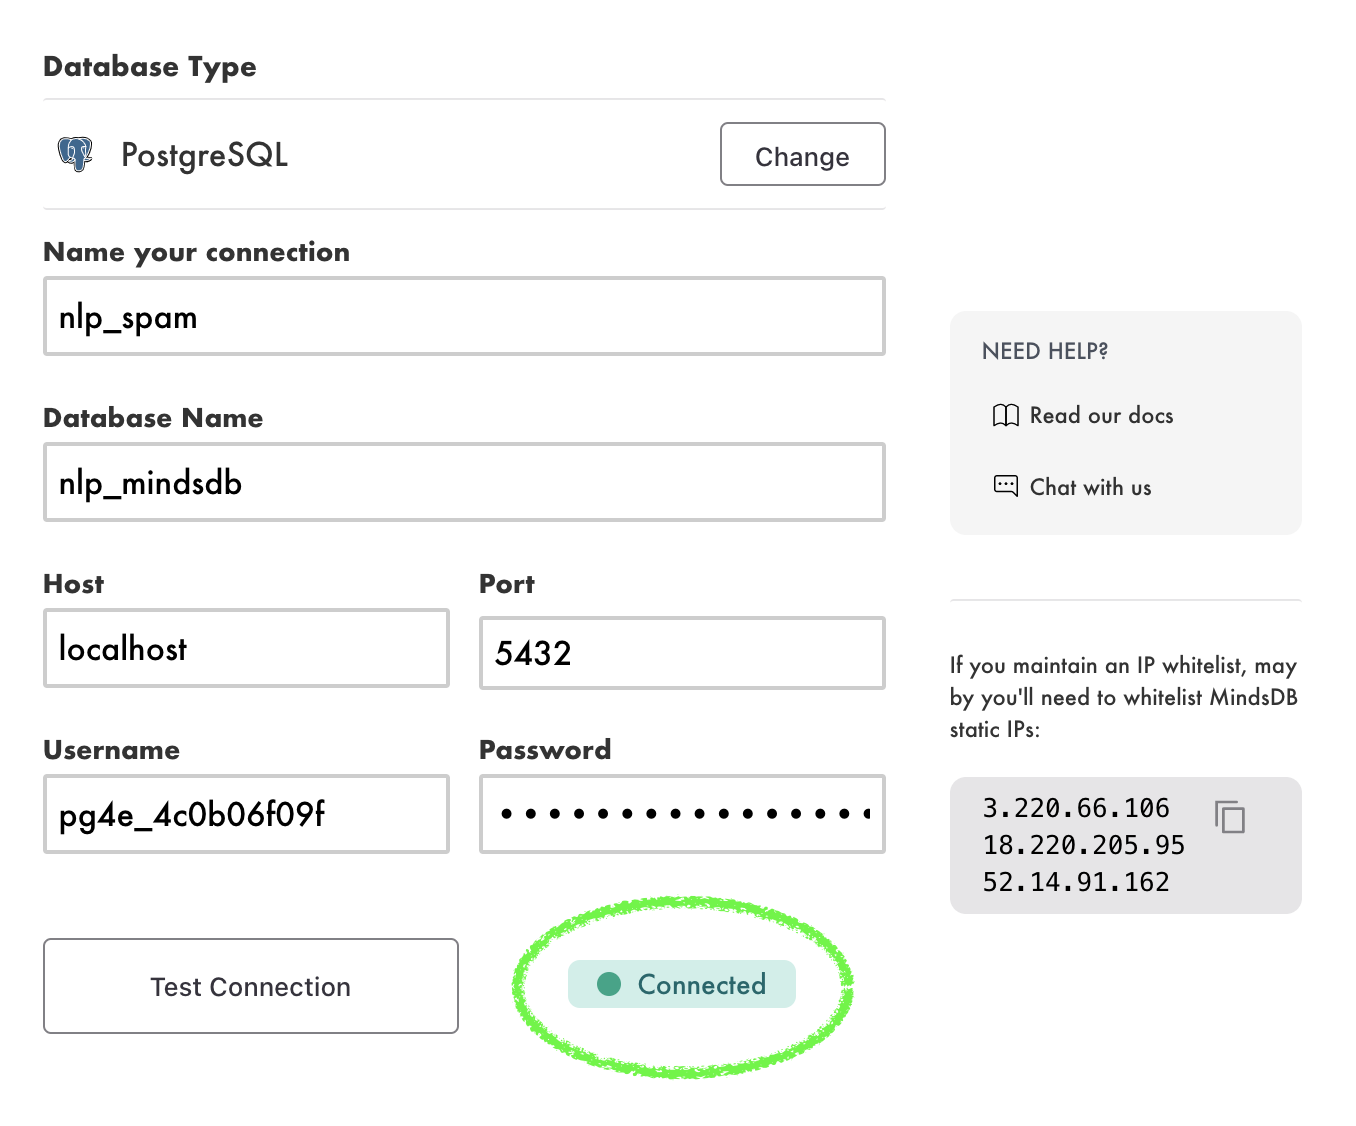 Database Type
PostgreSQL
Change
Name your connection
nlp_spam
Database Name
nlp_mindsdb
Host
Port
localhost
5432
Username
Password
pg4e_4c0b06f09f
Test Connection
Connected
NEED HELP?
Read our docs
Chat with us
If you maintain an IP whitelist, may
by you'll need to whitelist MindsDB
static IPs:
3.220.66.106
18.220.205.95
52.14.91.162